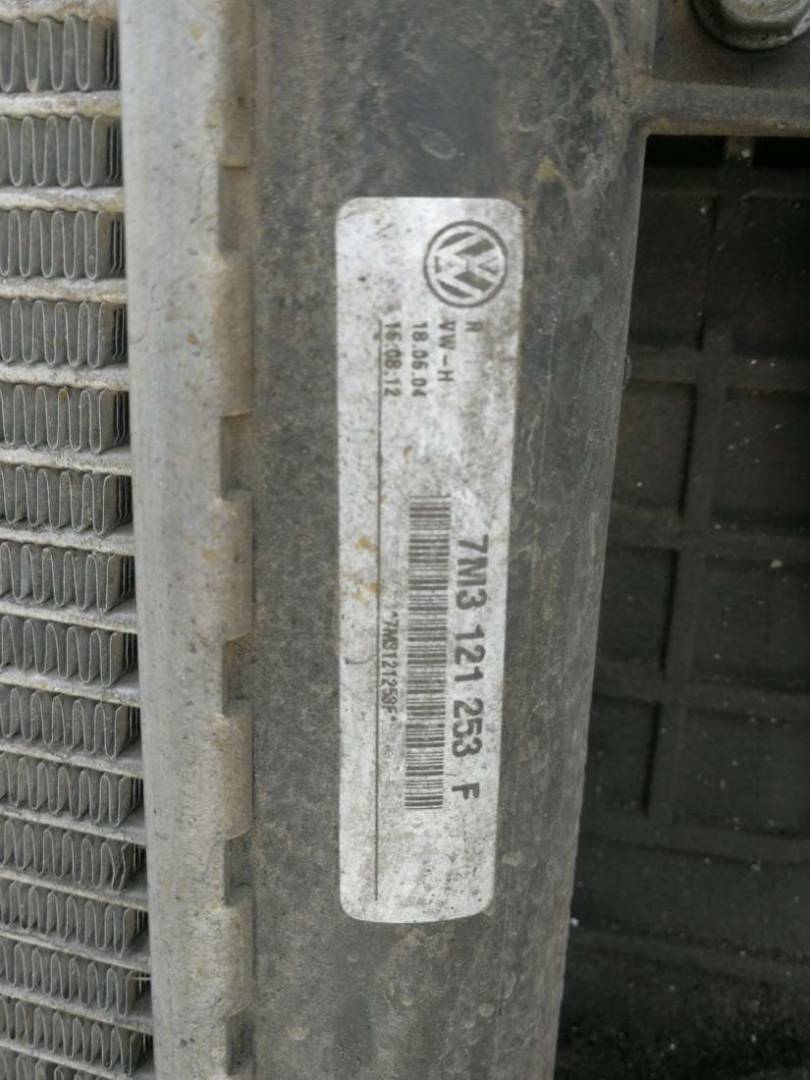 R
VW-H
18.06.04
16:08:12
7M3 121 253 F
*7M3121253F*